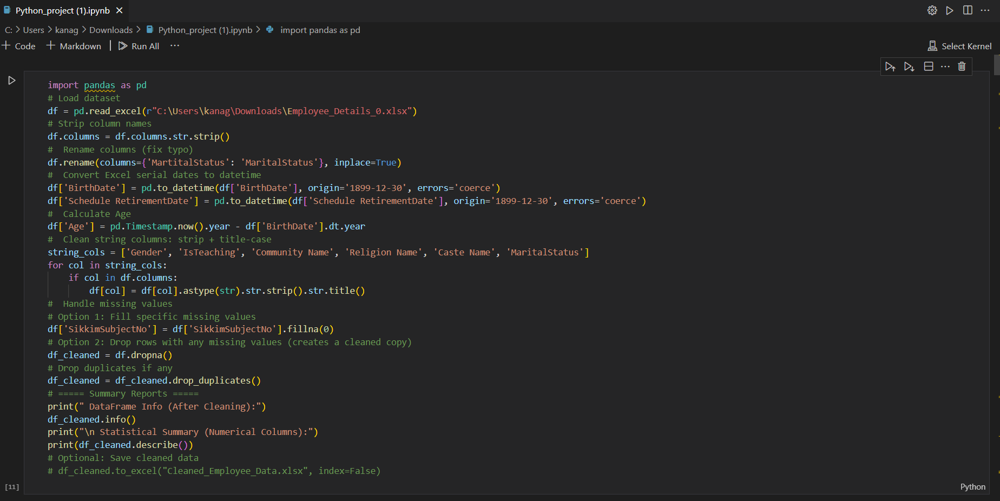 Python_project (1).ipynb
C: > Users > kanag > Downloads > Python_project (1).ipynb > import pandas as pd
+ Code + Markdown | Run All ...
Select Kernel
import pandas as pd
# Load dataset
df = pd.read_excel(r"C:\Users\kanag\Downloads\Employee_Details_0.xlsx")
# Strip column names
df.columns = df.columns.str.strip()
#  Rename columns (fix typo)
df.rename(columns={'MartitalStatus': 'MaritalStatus'}, inplace=True)
#  Convert Excel serial dates to datetime
df['BirthDate'] = pd.to_datetime(df['BirthDate'], origin='1899-12-30', errors='coerce')
df['Schedule RetirementDate'] = pd.to_datetime(df['Schedule RetirementDate'], origin='1899-12-30', errors='coerce')
#  Calculate Age
df['Age'] = pd.Timestamp.now().year - df['BirthDate'].dt.year
#  Clean string columns: strip + title-case
string_cols = ['Gender', 'IsTeaching', 'Community Name', 'Religion Name', 'Caste Name', 'MaritalStatus']
for col in string_cols:
    if col in df.columns:
        df[col] = df[col].astype(str).str.strip().str.title()
#  Handle missing values
# Option 1: Fill specific missing values
df['SikkimSubjectNo'] = df['SikkimSubjectNo'].fillna(0)
# Option 2: Drop rows with any missing values (creates a cleaned copy)
df_cleaned = df.dropna()
# Drop duplicates if any
df_cleaned = df_cleaned.drop_duplicates()
# ===== Summary Reports =====
print(" DataFrame Info (After Cleaning):")
df_cleaned.info()
print("\n Statistical Summary (Numerical Columns):")
print(df_cleaned.describe())
# Optional: Save cleaned data
# df_cleaned.to_excel("Cleaned_Employee_Data.xlsx", index=False)
[11]
Python